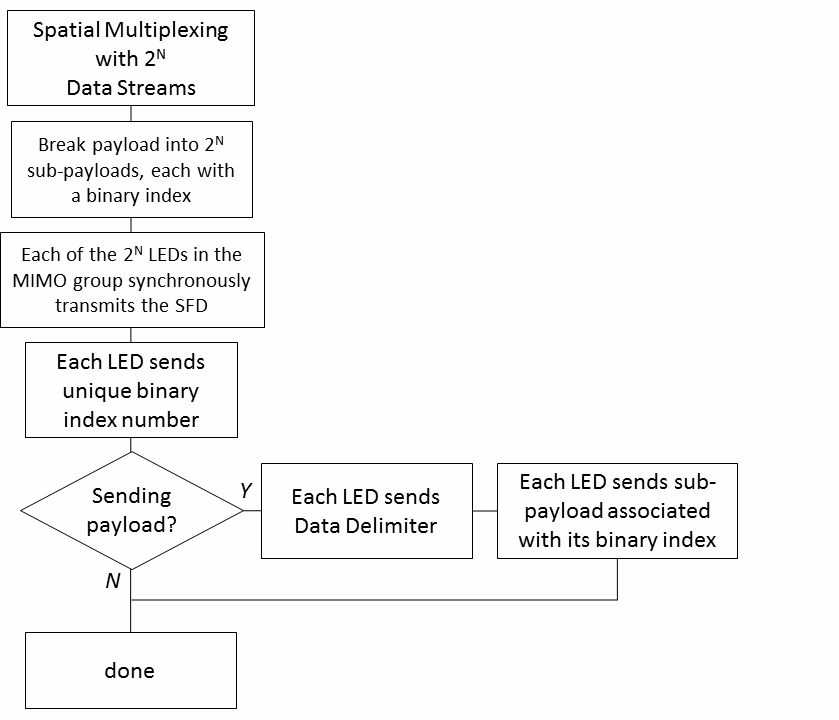 Spatial Multiplexing
with 2ᴺ
Data Streams
Break payload into 2ᴺ
sub-payloads, each with
a binary index
Each of the 2ᴺ LEDs in the
MIMO group synchronously
transmits the SFD
Each LED sends
unique binary
index number
Sending
payload?
Y
Each LED sends
Data Delimiter
Each LED sends sub-
payload associated
with its binary index
N
done